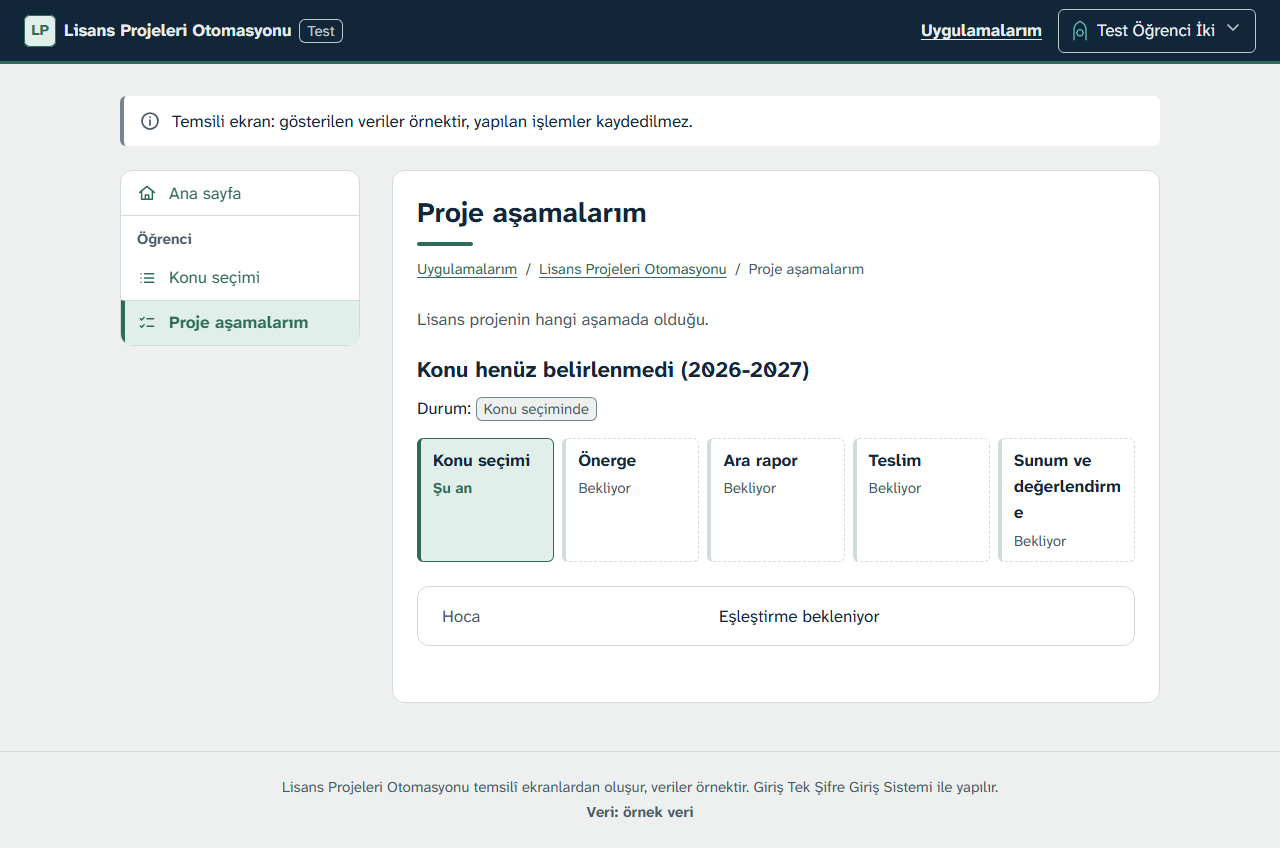 LP Lisans Projeleri Otomasyonu Test
Uygulamalarım
Test Öğrenci İki
Temsili ekran: gösterilen veriler örnektir, yapılan işlemler kaydedilmez.
Ana sayfa
Öğrenci
Konu seçimi
Proje aşamalarım
Proje aşamalarım
Uygulamalarım / Lisans Projeleri Otomasyonu / Proje aşamalarım
Lisans projenin hangi aşamada olduğu.
Konu henüz belirlenmedi (2026-2027)
Durum: Konu seçiminde
Konu seçimi
Şu an
Önerge
Bekliyor
Ara rapor
Bekliyor
Teslim
Bekliyor
Sunum ve
değerlendirm
e
Bekliyor
Hoca
Eşleştirme bekleniyor
Lisans Projeleri Otomasyonu temsilî ekranlardan oluşur, veriler örnektir. Giriş Tek Şifre Giriş Sistemi ile yapılır.
Veri: örnek veri